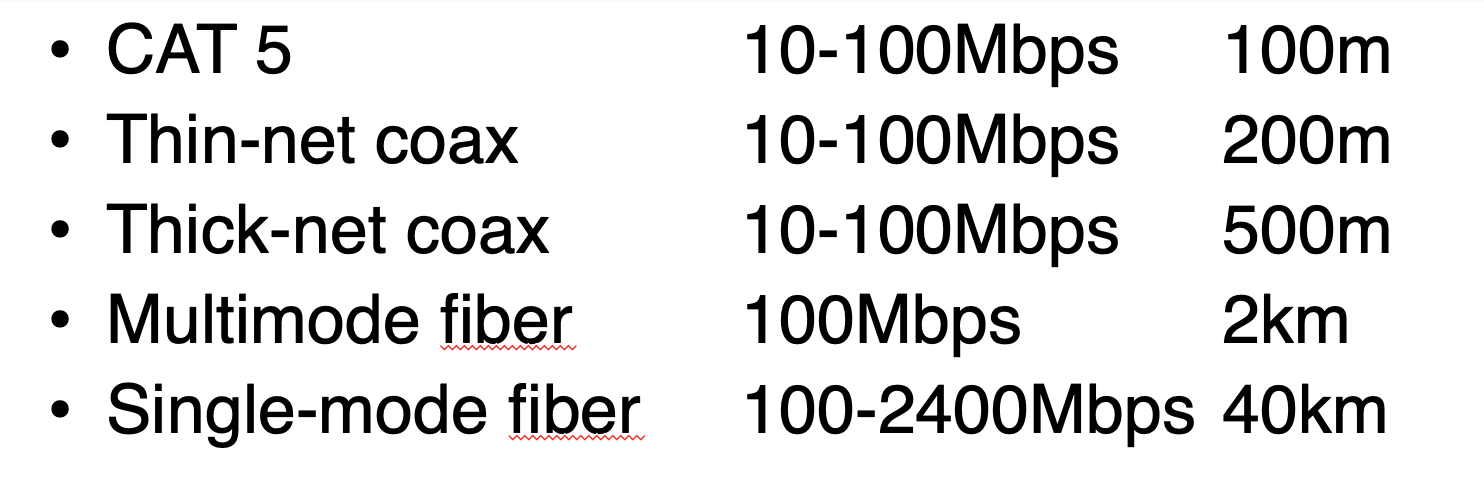 • CAT 5 10-100Mbps 100m
• Thin-net coax 10-100Mbps 200m
• Thick-net coax 10-100Mbps 500m
• Multimode fiber 100Mbps 2km
• Single-mode fiber 100-2400Mbps 40km